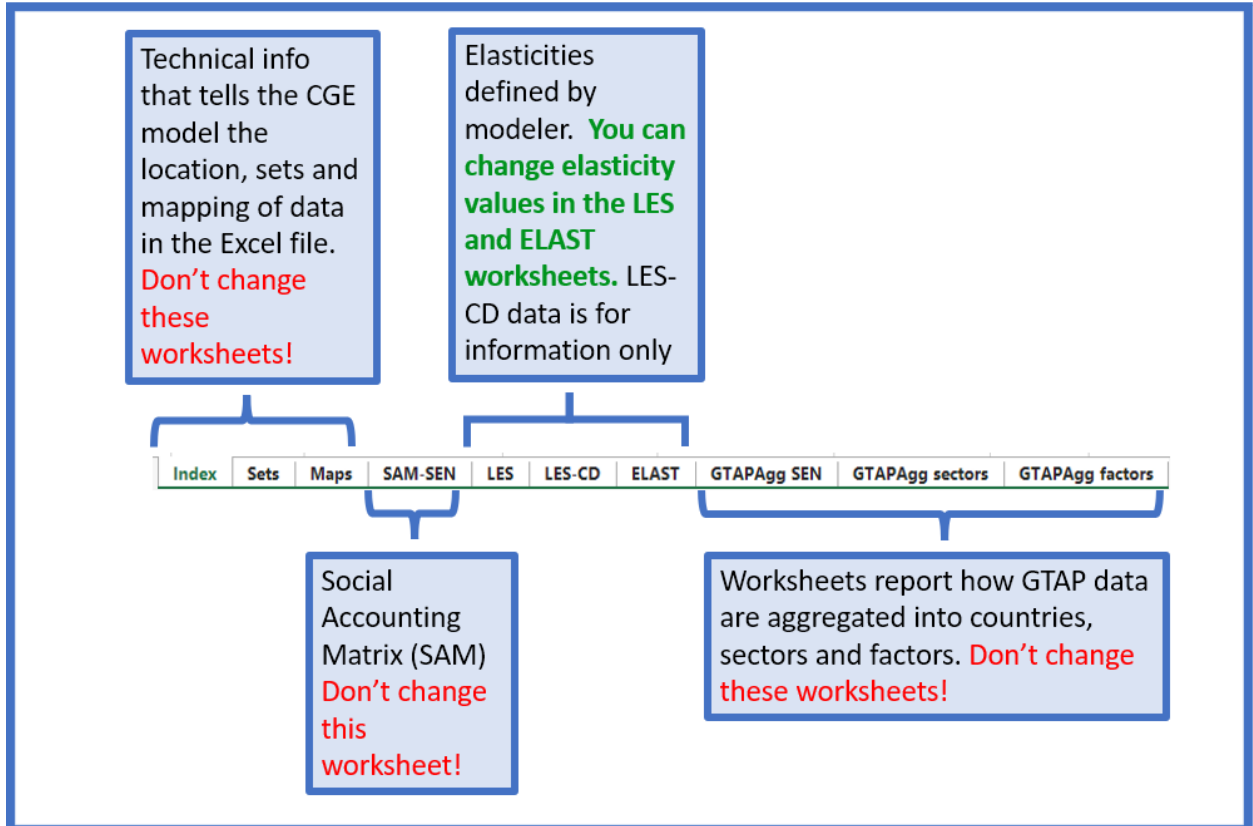 Technical info
that tells the CGE
model the
location, sets and
mapping of data
in the Excel file.
Don't change
these
worksheets!
Elasticities
defined by
modeler.  You can
change elasticity
values in the LES
and ELAST
worksheets. LES-
CD data is for
information only
Index Sets Maps SAM-SEN LES LES-CD ELAST GTAPAgg SEN GTAPAgg sectors GTAPAgg factors
Social
Accounting
Matrix (SAM)
Don't change
this
worksheet!
Worksheets report how GTAP data
are aggregated into countries,
sectors and factors. Don't change
these worksheets!